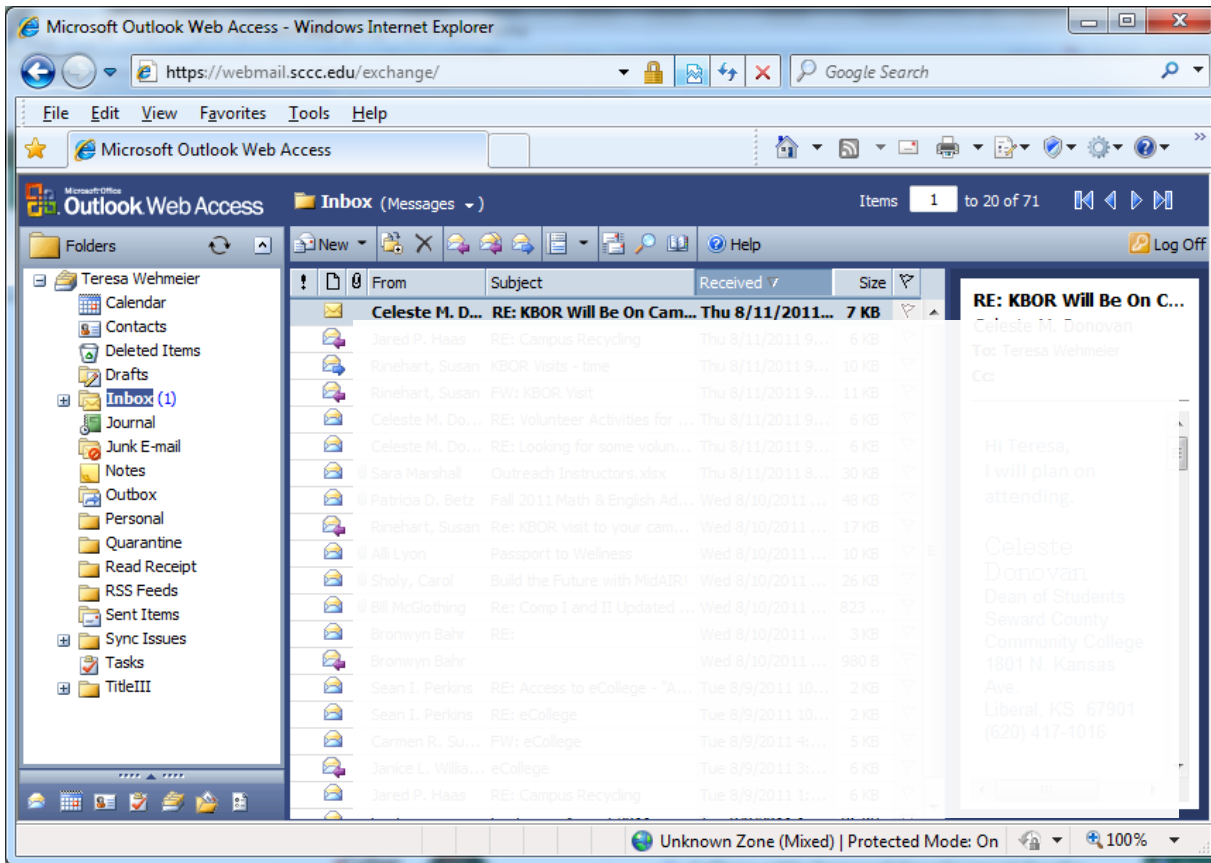 Microsoft Outlook Web Access - Windows Internet Explorer
https://webmail.sccc.edu/exchange/
Google Search
File Edit View Favorites Tools Help
Microsoft Outlook Web Access
Microsoft Office
Outlook Web Access
Inbox (Messages )
Items 1 to 20 of 71
Folders
New
Help
Log Off
Teresa Wehmeier
Calendar
Contacts
Deleted Items
Drafts
Inbox (1)
Journal
Junk E-mail
Notes
Outbox
Personal
Quarantine
Read Receipt
RSS Feeds
Sent Items
Sync Issues
Tasks
TitleIII
! From Subject Received Size
Celeste M. D... RE: KBOR Will Be On Cam... Thu 8/11/2011... 7 KB
Jared P. Haas RE: Campus Recycling Thu 8/11/2011 9... 6 KB
Rinehart, Susan KBOR Visits - time Thu 8/11/2011 9... 10 KB
Rinehart, Susan FW: KBOR Visit Thu 8/11/2011 9... 11 KB
Celeste M. Do... RE: Volunteer Activities for ... Thu 8/11/2011 9... 6 KB
Celeste M. Do... RE: Looking for some volun... Thu 8/11/2011 9... 6 KB
Sara Marshall Outreach Instructors.xlsx Thu 8/11/2011 8... 30 KB
Patricia D. Betz Fall 2011 Math & English Ad... Wed 8/10/2011 ... 48 KB
Rinehart, Susan Re: KBOR visit to your cam... Wed 8/10/2011 ... 17 KB
Alli Lyon Passport to Wellness Wed 8/10/2011 ... 10 KB
Sholy, Carol Build the Future with MidAIR! Wed 8/10/2011 ... 26 KB
Bill McGlothing Re: Comp I and II Updated ... Wed 8/10/2011 ... 823 ...
Bronwyn Bahr RE: Wed 8/10/2011 ... 3 KB
Bronwyn Bahr Wed 8/10/2011 ... 980 B
Sean I. Perkins RE: Access to eCollege - "A... Tue 8/9/2011 10... 2 KB
Sean I. Perkins RE: eCollege Tue 8/9/2011 10... 2 KB
Carmen R. Su... FW: eCollege Tue 8/9/2011 4:... 5 KB
Janice L. Willia... eCollege Tue 8/9/2011 3:... 6 KB
Jared P. Haas RE: Campus Recycling Tue 8/9/2011 1:... 6 KB
RE: KBOR Will Be On C...
Celeste M. Donovan
To: Teresa Wehmeier
Cc:
Hi Teresa,
I will plan on
attending.
Celeste
Donovan
Dean of Students
Seward County
Community College
1801 N. Kansas
Ave.
Liberal, KS 67901
(620) 417-1016
Unknown Zone (Mixed) | Protected Mode: On
100%